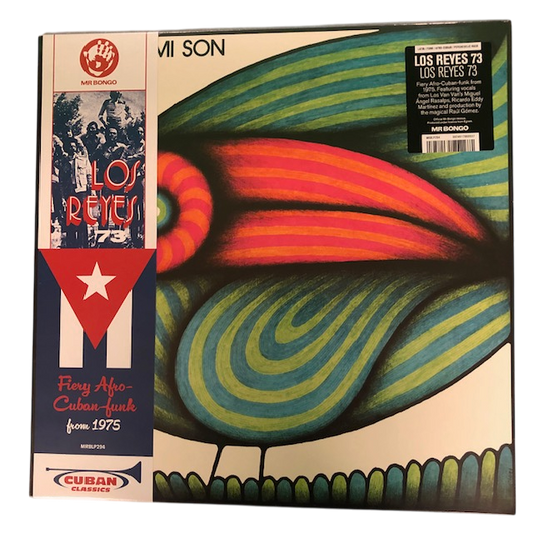 MI SON
MR BONGO
LOS
REYES
73
Fiery Afro-
Cuban-funk
from 1975
MRBLP204
CUBAN
CLASSICS
LOS REYES 73
LOS REYES 73
Fiery Afro-Cuban-funk from
1975. Featuring vocals
from Los Van Van's Miguel
Ángel Rasalps, Ricardo Eddy
Martinez and production by
the magical Raúl Gómez.
MR BONGO